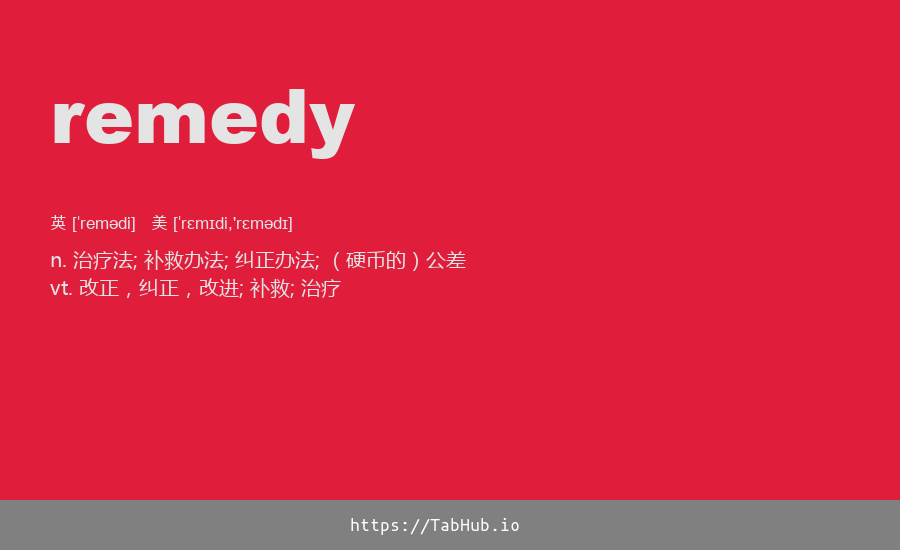 remedy
英 [ˈremədi] 美 [ˈrɛmɪdi,ˈrɛmədɪ]
n. 治疗法; 补救办法; 纠正办法; （硬币的）公差
vt. 改正，纠正，改进; 补救; 治疗
https://TabHub.io